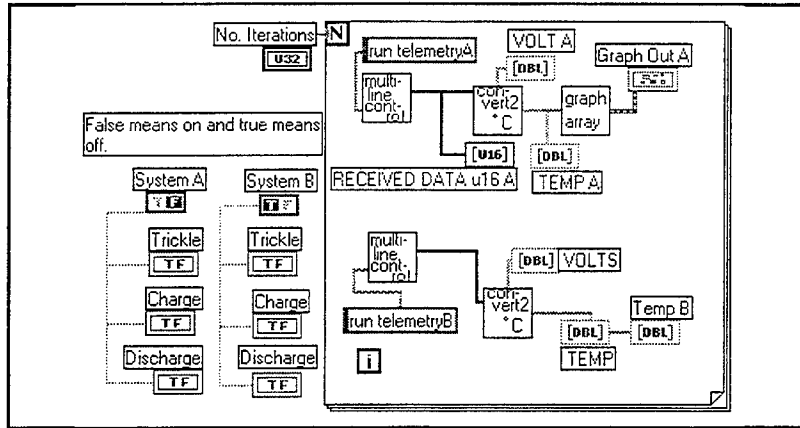 No. Iterations
N
U32
run telemetryA
VOLT A
[DBL]
Graph Out A
multi-
line
cont-
rol
con-
vert2
°C
graph
array
False means on and true means
off.
[U16]
[DBL]
RECEIVED DATA u16 A
TEMP A
System A
System B
TF
TF
Trickle
Trickle
TF
TF
multi-
line
cont-
rol
[DBL]
VOLTS
Charge
Charge
TF
TF
con-
vert2
°C
run telemetryB
Temp B
[DBL]
[DBL]
Discharge
Discharge
TF
TF
i
TEMP